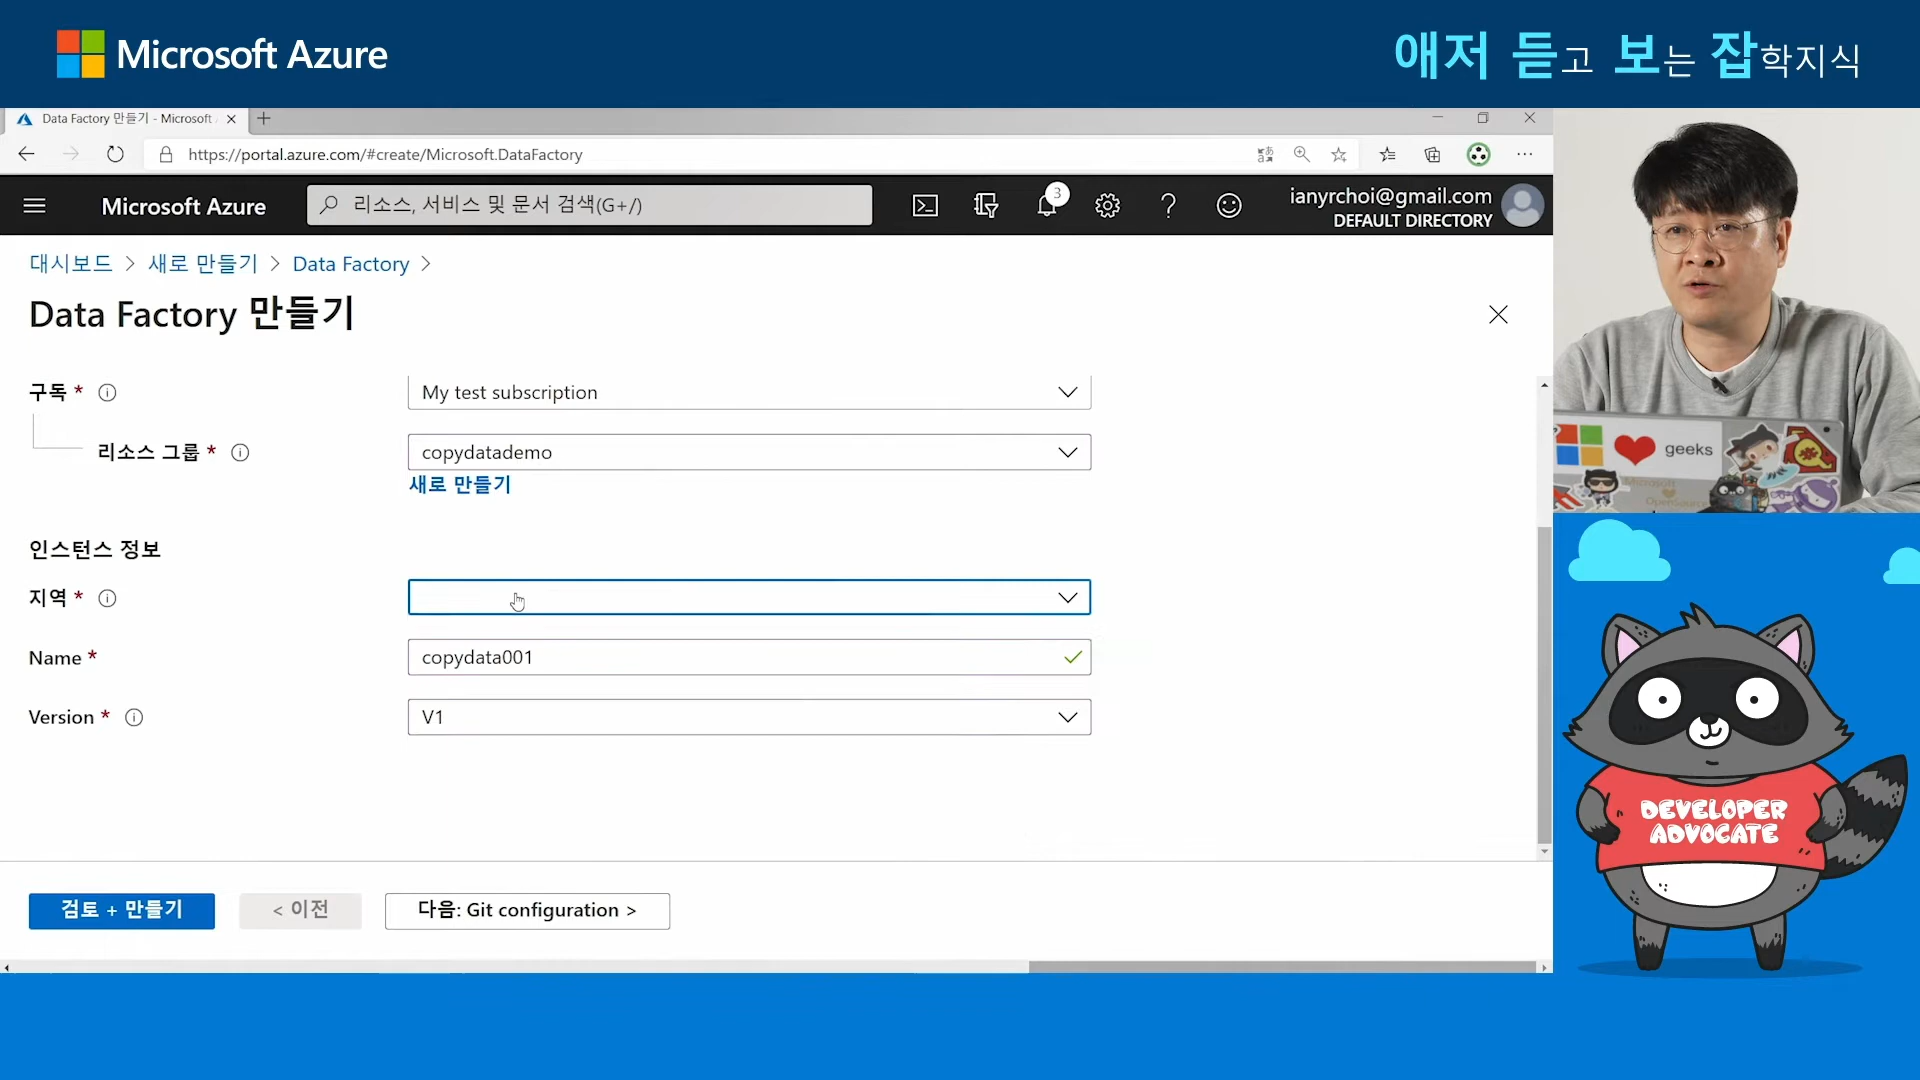 Microsoft Azure
애저 듣고 보는 잡학지식
Data Factory 만들기 - Microsoft
https://portal.azure.com/#create/Microsoft.DataFactory
Microsoft Azure
리소스, 서비스 및 문서 검색(G+/)
3
ianyrchoi@gmail.com
DEFAULT DIRECTORY
대시보드 > 새로 만들기 > Data Factory >
Data Factory 만들기
구독 *
My test subscription
리소스 그룹 *
copydatademo
새로 만들기
인스턴스 정보
지역 *
Name *
copydata001
Version *
V1
검토 + 만들기
< 이전
다음: Git configuration >
geeks
Microsoft
DEVELOPER
ADVOCATE